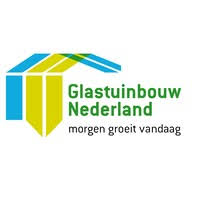 Glastuinbouw
Nederland
morgen groeit vandaag